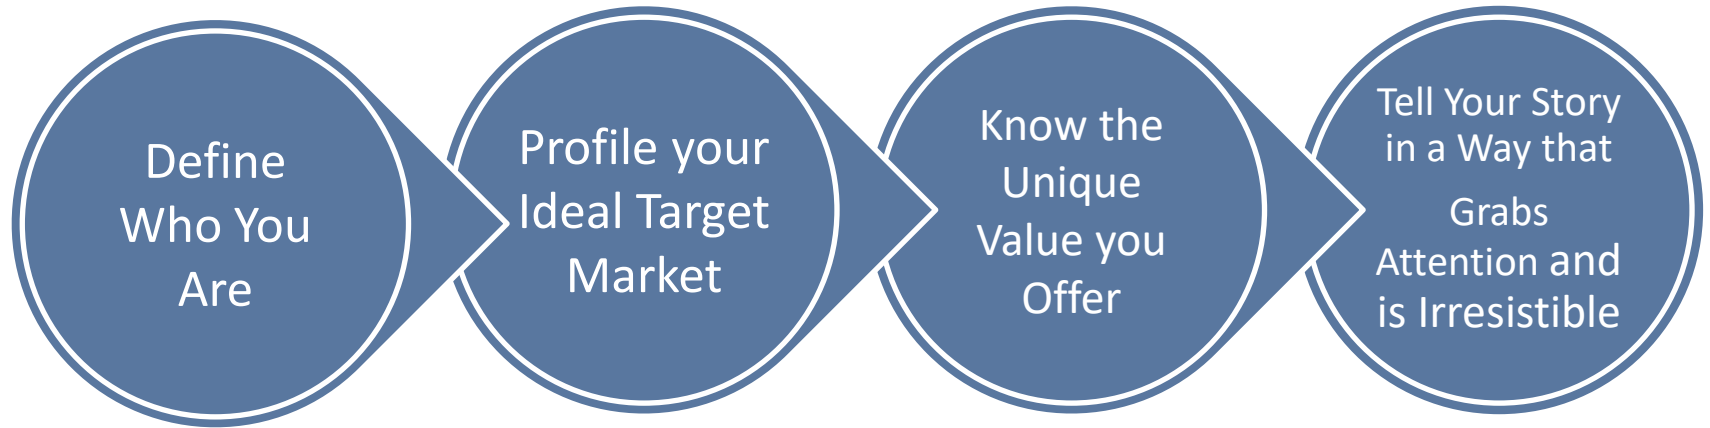 Define
Who You
Are
Profile your
Ideal Target
Market
Know the
Unique
Value you
Offer
Tell Your Story
in a Way that
Grabs
Attention and
is Irresistible